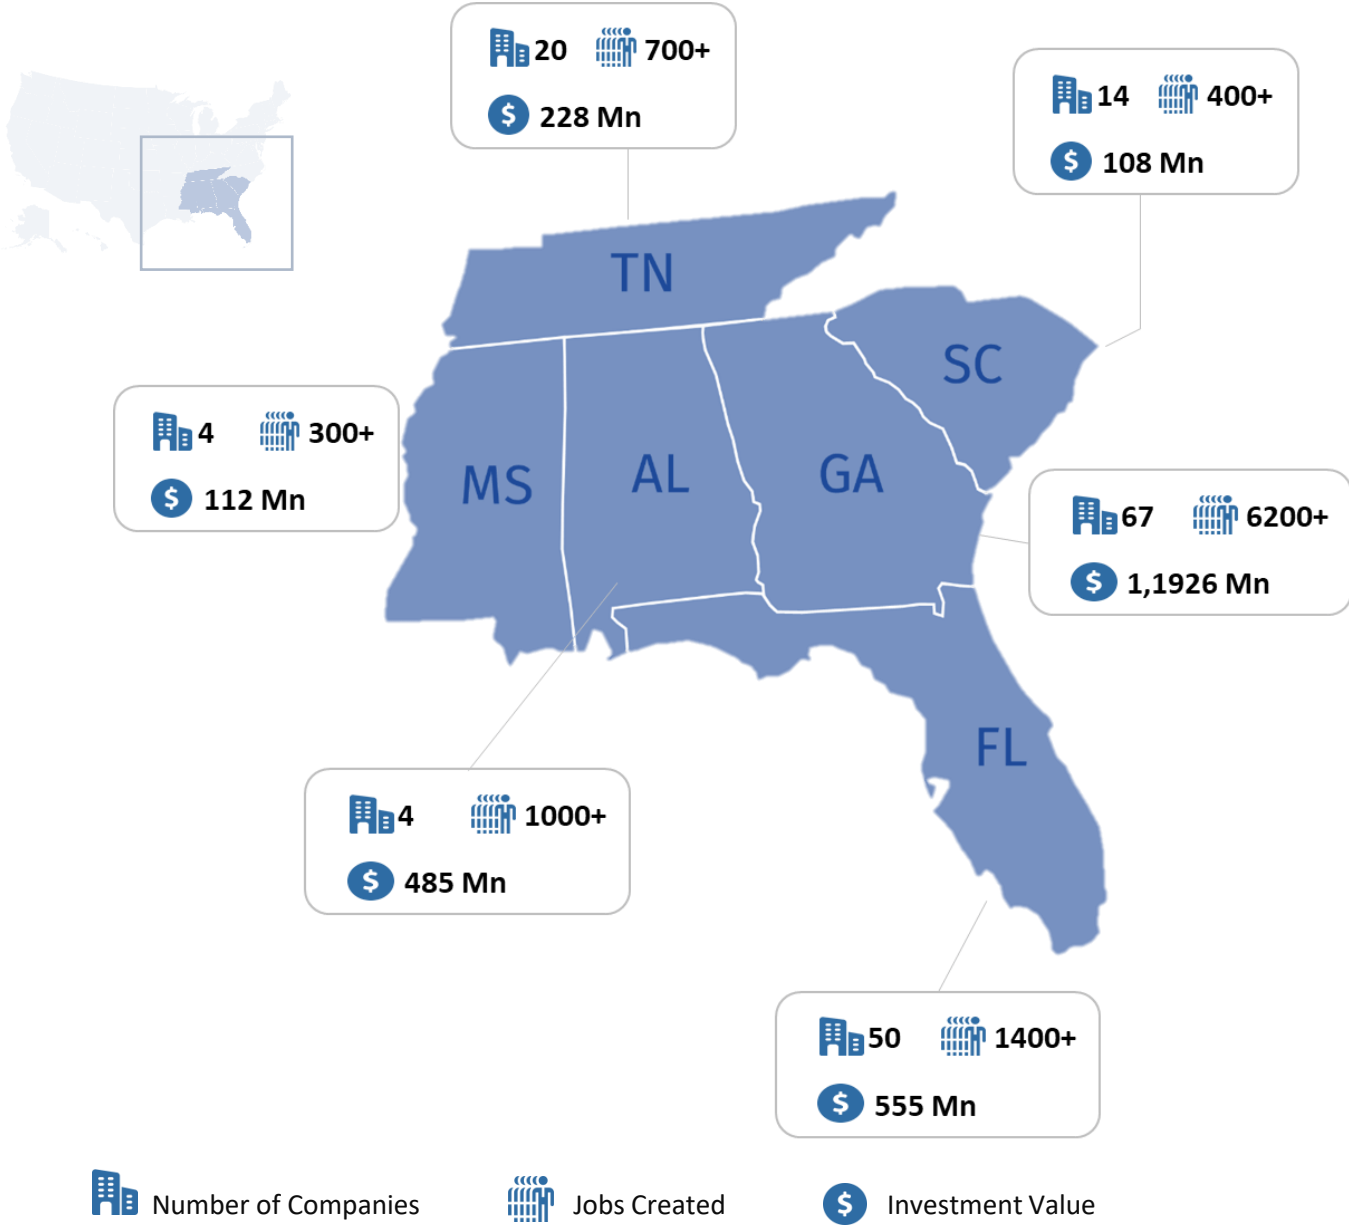 20 700+
228 Mn
14 400+
108 Mn
TN
SC
4 300+
112 Mn
MS
AL
GA
67 6200+
1,1926 Mn
FL
4 1000+
485 Mn
50 1400+
555 Mn
Number of Companies Jobs Created Investment Value